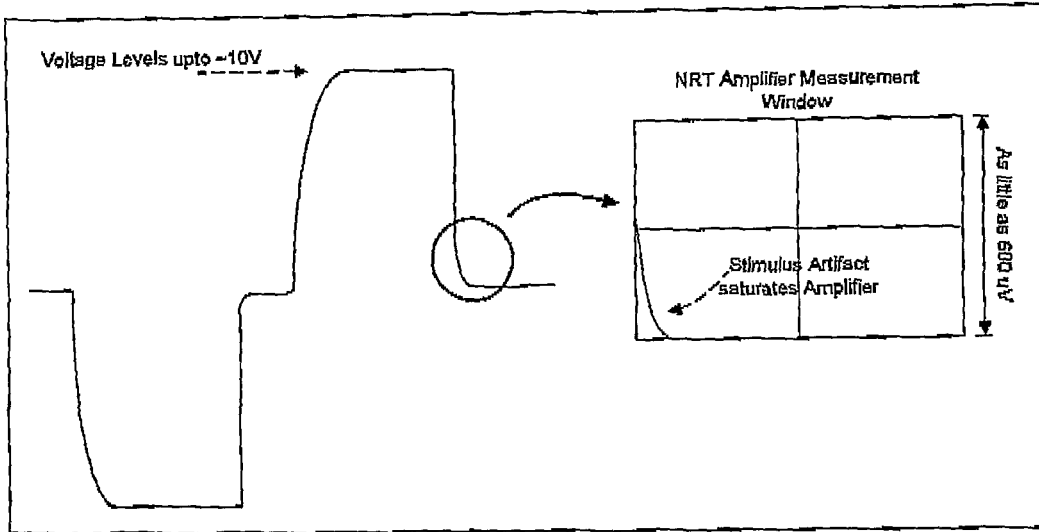 Voltage Levels upto ~10V
NRT Amplifier Measurement
Window
Stimulus Artifact
saturates Amplifier
As little as 600 uV